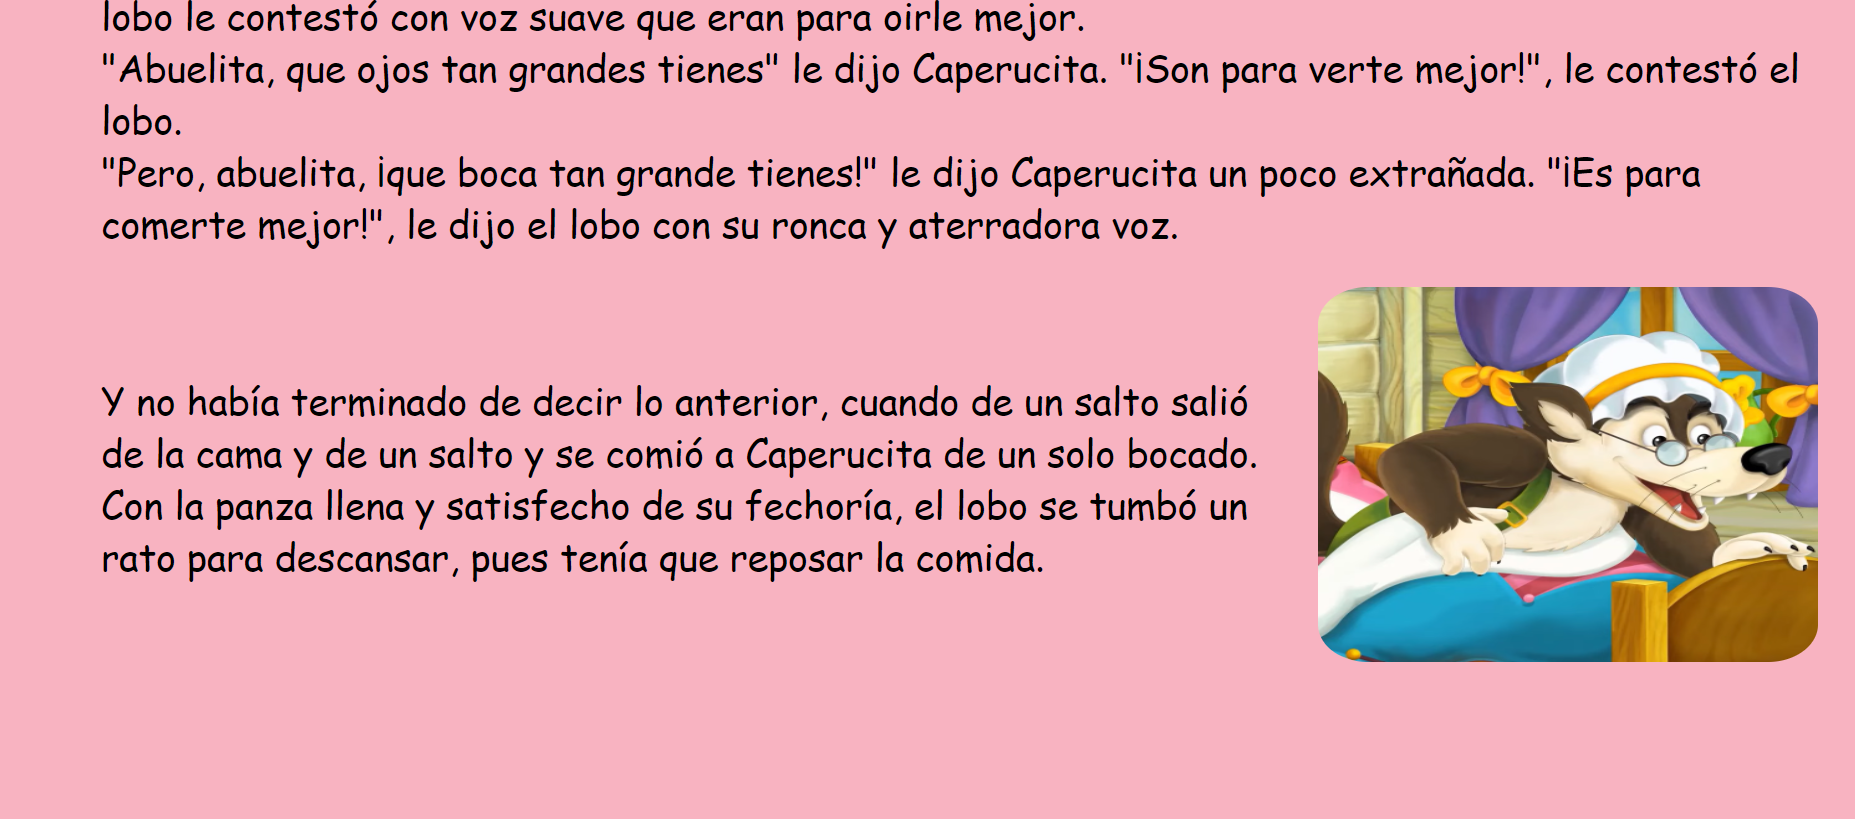 lobo le contestó con voz suave que eran para oirle mejor.
"Abuelita, que ojos tan grandes tienes" le dijo Caperucita. "¡Son para verte mejor!", le contestó el
lobo.
"Pero, abuelita, ¡que boca tan grande tienes!" le dijo Caperucita un poco extrañada. "¡Es para
comerte mejor!", le dijo el lobo con su ronca y aterradora voz.
Y no había terminado de decir lo anterior, cuando de un salto salió
de la cama y de un salto y se comió a Caperucita de un solo bocado.
Con la panza llena y satisfecho de su fechoría, el lobo se tumbó un
rato para descansar, pues tenía que reposar la comida.